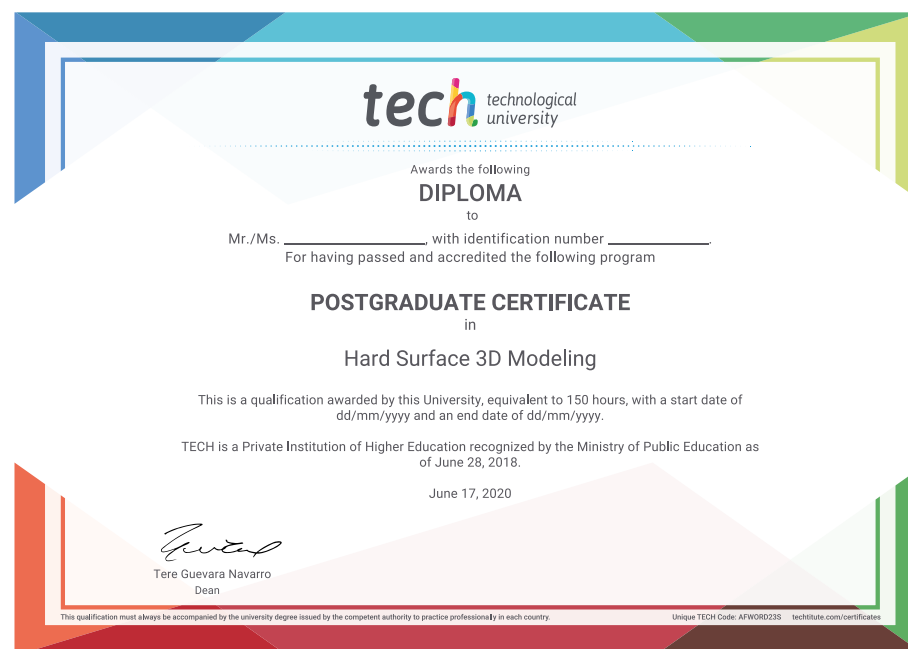 tech technological
university
Awards the following
DIPLOMA
to
Mr./Ms. ____________________, with identification number __________________.
For having passed and accredited the following program
POSTGRADUATE CERTIFICATE
in
Hard Surface 3D Modeling
This is a qualification awarded by this University, equivalent to 150 hours, with a start date of
dd/mm/yyyy and an end date of dd/mm/yyyy.
TECH is a Private Institution of Higher Education recognized by the Ministry of Public Education as
of June 28, 2018.
June 17, 2020
Tere Guevara Navarro
Dean
This qualification must always be accompanied by the university degree issued by the competent authority to practice professionally in each country. Unique TECH Code: AFWORD23S techtitute.com/certificates